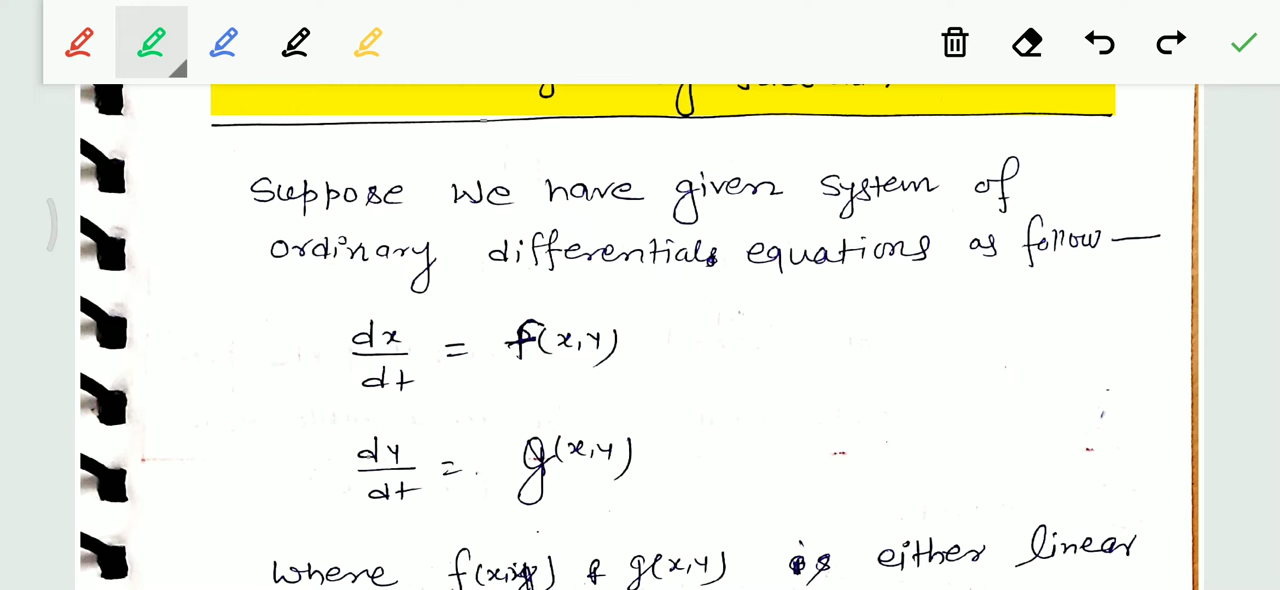 Suppose we have given system of
ordinary differentials equations as follow —
dx/dt = f(x,y)
dy/dt = g(x,y)
where f(x,y) & g(x,y) is either linear